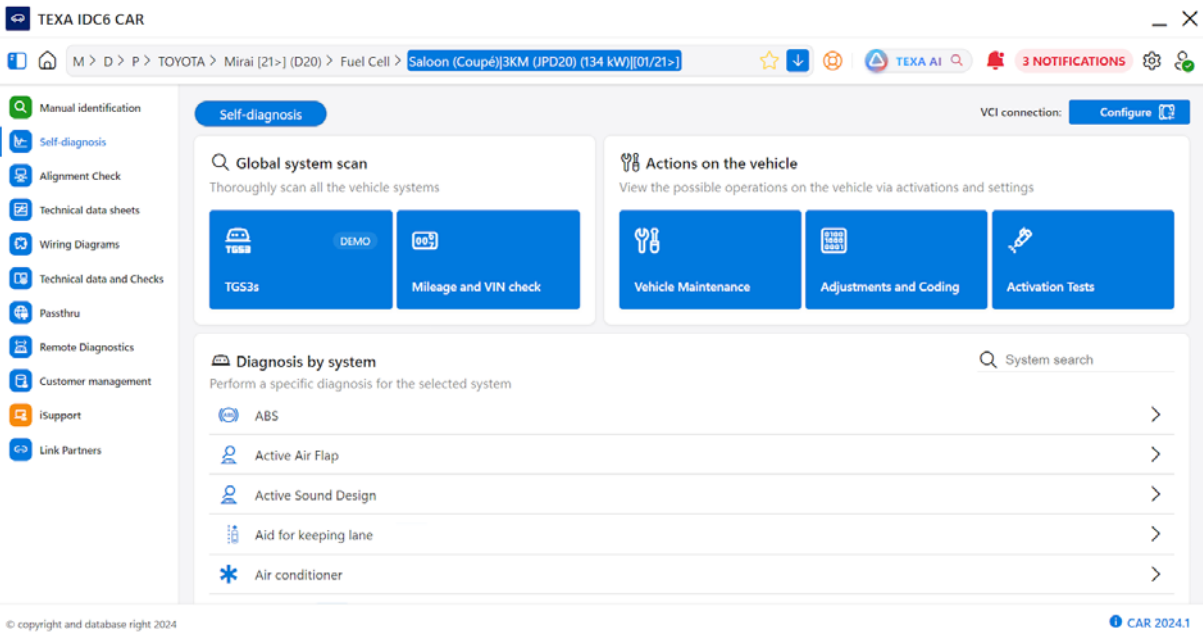 TEXA IDC6 CAR
M > D > P > TOYOTA > Mirai [21>] (D20) > Fuel Cell > Saloon (Coupé)|3KM (JPD20) (134 kW)|[01/21>]
TEXA AI
3 NOTIFICATIONS
Manual identification
Self-diagnosis
Alignment Check
Technical data sheets
Wiring Diagrams
Technical data and Checks
Passthru
Remote Diagnostics
Customer management
iSupport
Link Partners
Self-diagnosis
VCI connection:
Configure
Global system scan
Thoroughly scan all the vehicle systems
TGS3
DEMO
TGS3s
Mileage and VIN check
Actions on the vehicle
View the possible operations on the vehicle via activations and settings
Vehicle Maintenance
Adjustments and Coding
Activation Tests
Diagnosis by system
Perform a specific diagnosis for the selected system
System search
ABS
Active Air Flap
Active Sound Design
Aid for keeping lane
Air conditioner
© copyright and database right 2024
CAR 2024.1